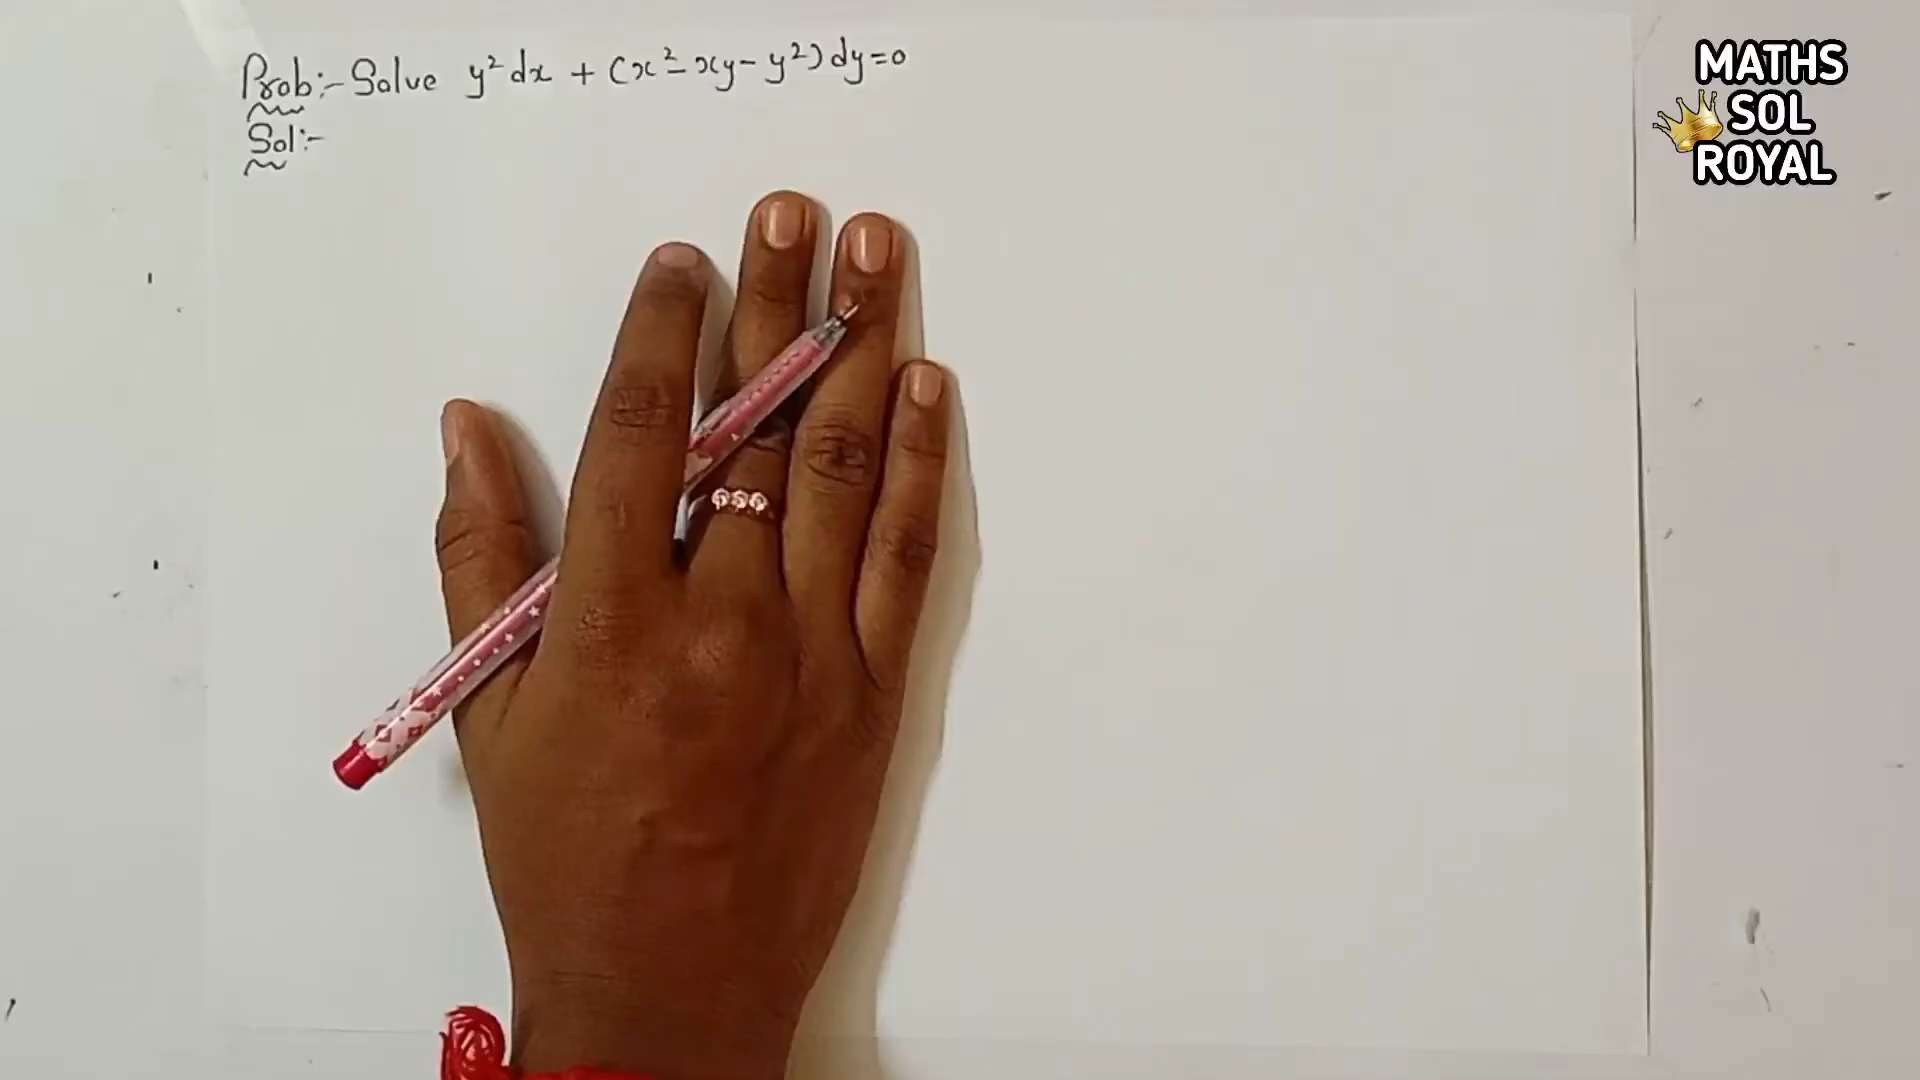 Prob:- Solve y² dx + (x² - xy - y²) dy = 0
Sol:-
MATHS
SOL
ROYAL